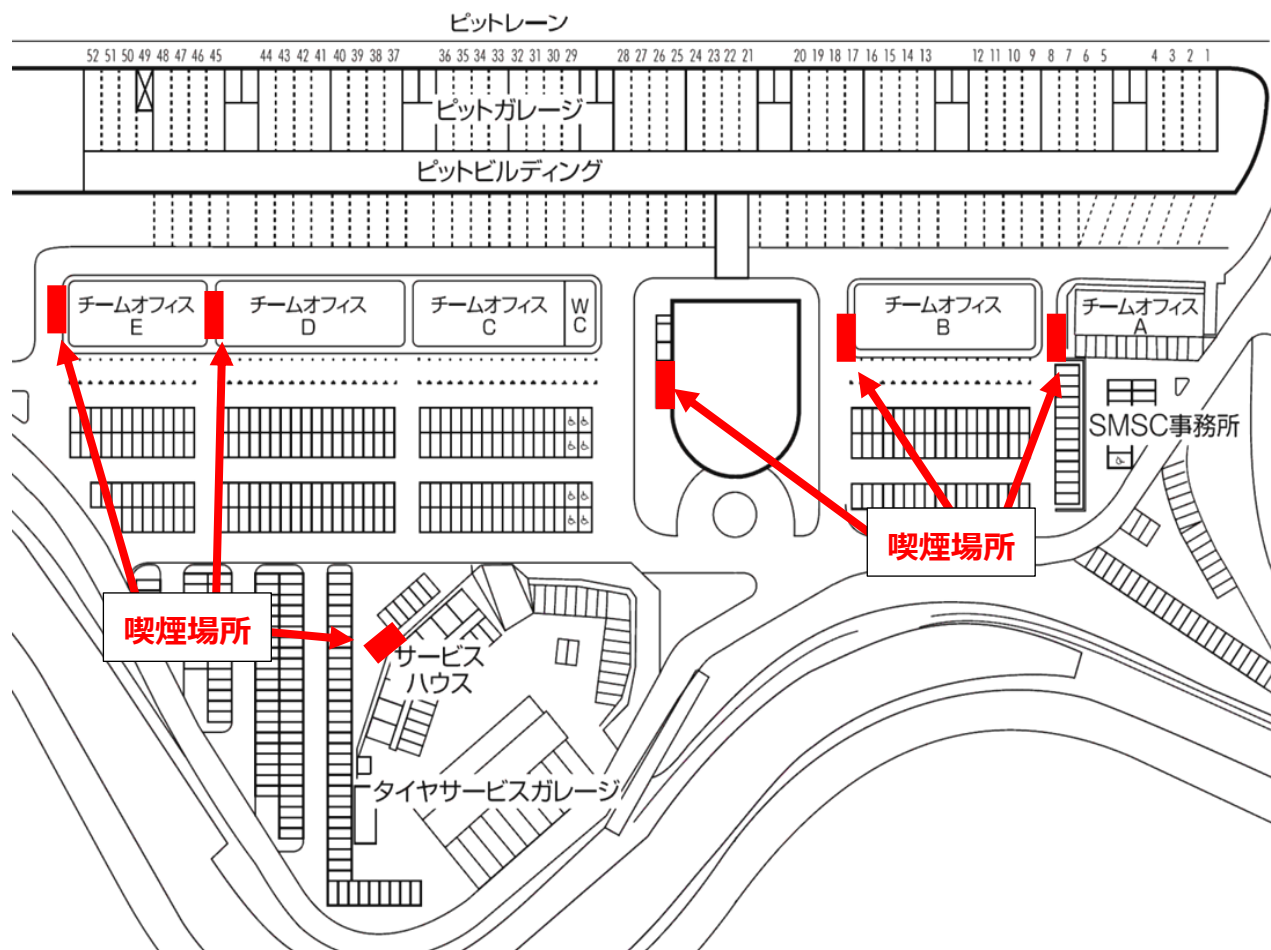 ピットレーン
52 51 50 49 48 47 46 45 44 43 42 41 40 39 38 37 36 35 34 33 32 31 30 29 28 27 26 25 24 23 22 21 20 19 18 17 16 15 14 13 12 11 10 9 8 7 6 5 4 3 2 1
ピットガレージ
ピットビルディング
チームオフィス
E
チームオフィス
D
チームオフィス
C
W
C
チームオフィス
B
チームオフィス
A
SMSC事務所
喫煙場所
喫煙場所
サービス
ハウス
タイヤサービスガレージ